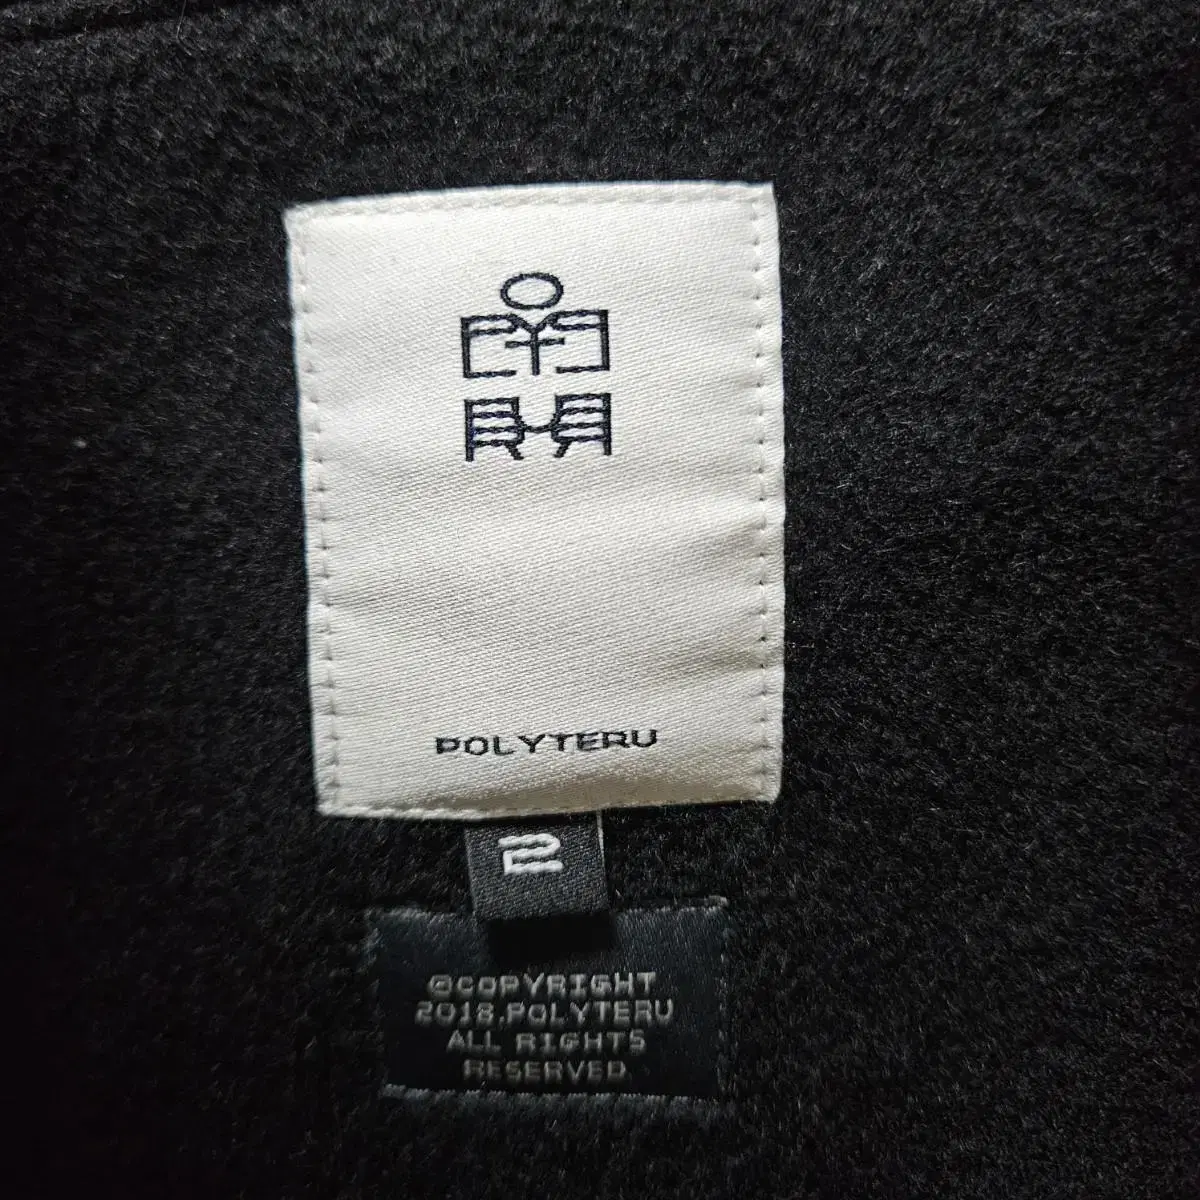 POLYTERU
2
©COPYRIGHT
2018.POLYTERU
ALL RIGHTS
RESERVED